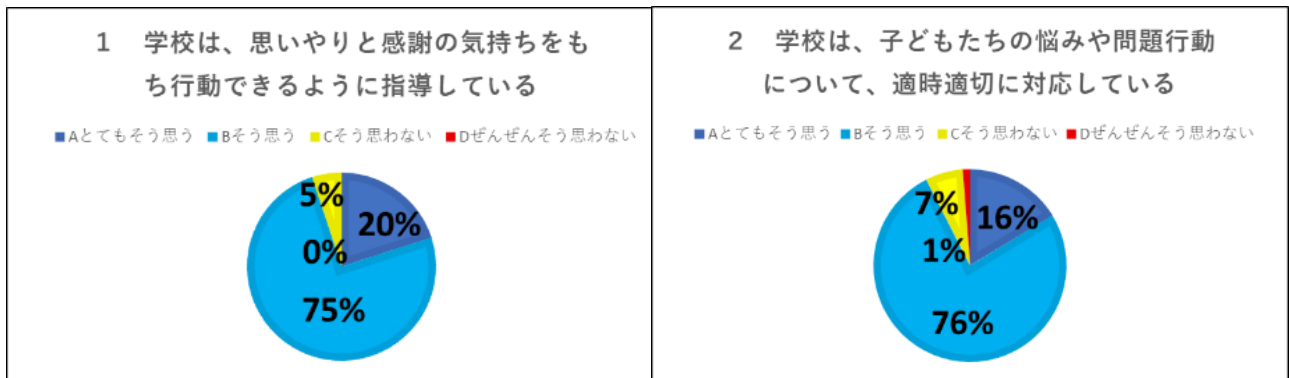 1 学校は、思いやりと感謝の気持ちをも
ち行動できるように指導している
■Aとてもそう思う ■Bそう思う ■Cそう思わない ■Dぜんぜんそう思わない
5%
20%
0%
75%
2 学校は、子どもたちの悩みや問題行動
について、適時適切に対応している
■Aとてもそう思う ■Bそう思う ■Cそう思わない ■Dぜんぜんそう思わない
7%
16%
1%
76%